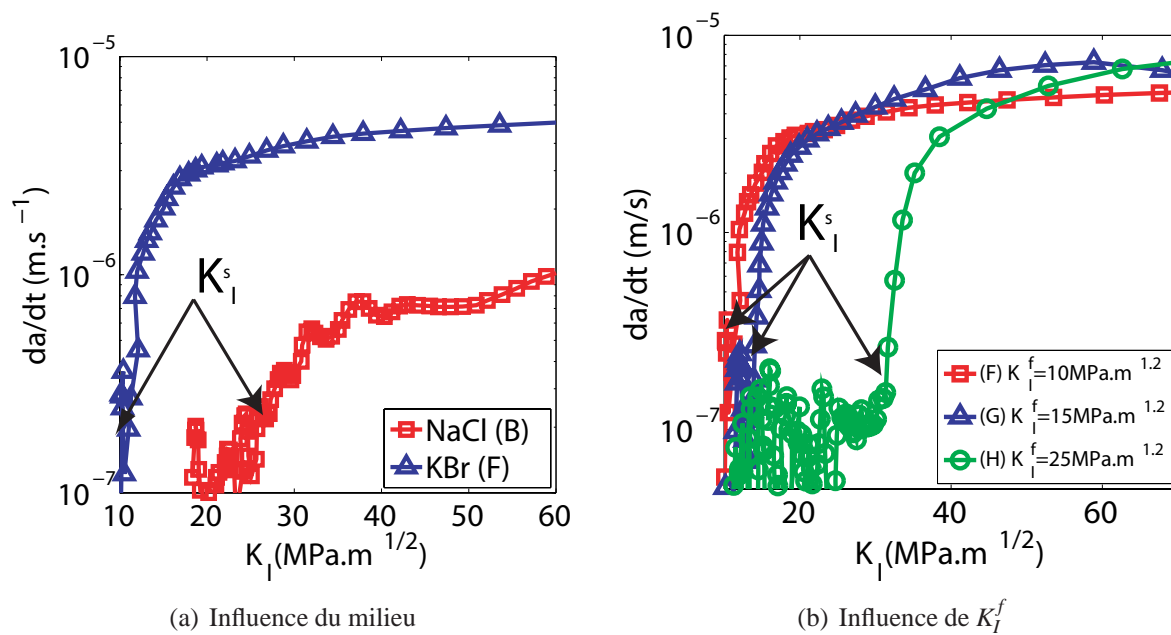 10⁻⁵
10⁻⁶
10⁻⁷
da/dt (m.s⁻¹)
K_I^s
NaCl (B)
KBr (F)
10 20 30 40 50 60
K_I(MPa.m ^1/2)
(a) Influence du milieu
10⁻⁵
10⁻⁶
10⁻⁷
da/dt (m/s)
K_I^s
(F) K_I^f=10MPa.m ^1.2
(G) K_I^f=15MPa.m ^1.2
(H) K_I^f=25MPa.m ^1.2
20 40 60
K_I(MPa.m ^1/2)
(b) Influence de K_I^f